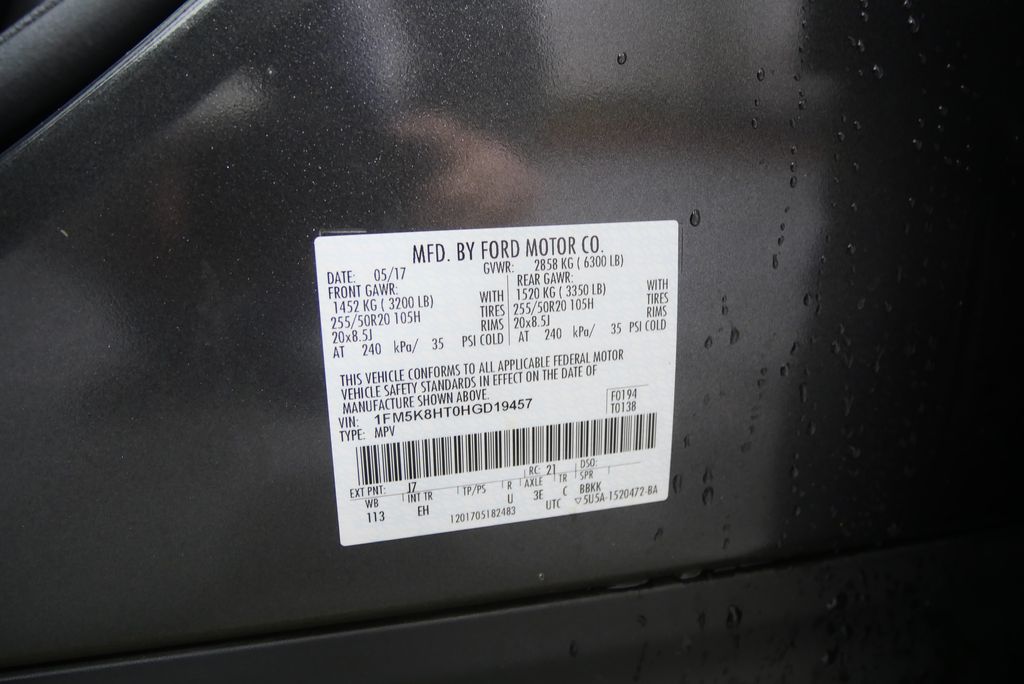 MFD. BY FORD MOTOR CO.
DATE: 05/17 GVWR: 2858 KG ( 6300 LB)
FRONT GAWR: REAR GAWR:
1452 KG ( 3200 LB) WITH 1520 KG ( 3350 LB) WITH
255/50R20 105H TIRES 255/50R20 105H TIRES
20x8.5J RIMS 20x8.5J RIMS
AT 240 kPa/ 35 PSI COLD AT 240 kPa/ 35 PSI COLD
THIS VEHICLE CONFORMS TO ALL APPLICABLE FEDERAL MOTOR
VEHICLE SAFETY STANDARDS IN EFFECT ON THE DATE OF
MANUFACTURE SHOWN ABOVE.
VIN: 1FM5K8HT0HGD19457 F0194
TYPE: MPV T0138
EXT PNT: J7 RC: 21 DSO:
WB INT TR TP/PS R AXLE TR SPR
113 EH U 3E C BBKK
1201705182483 UTC ▽5U5A-1520472-BA